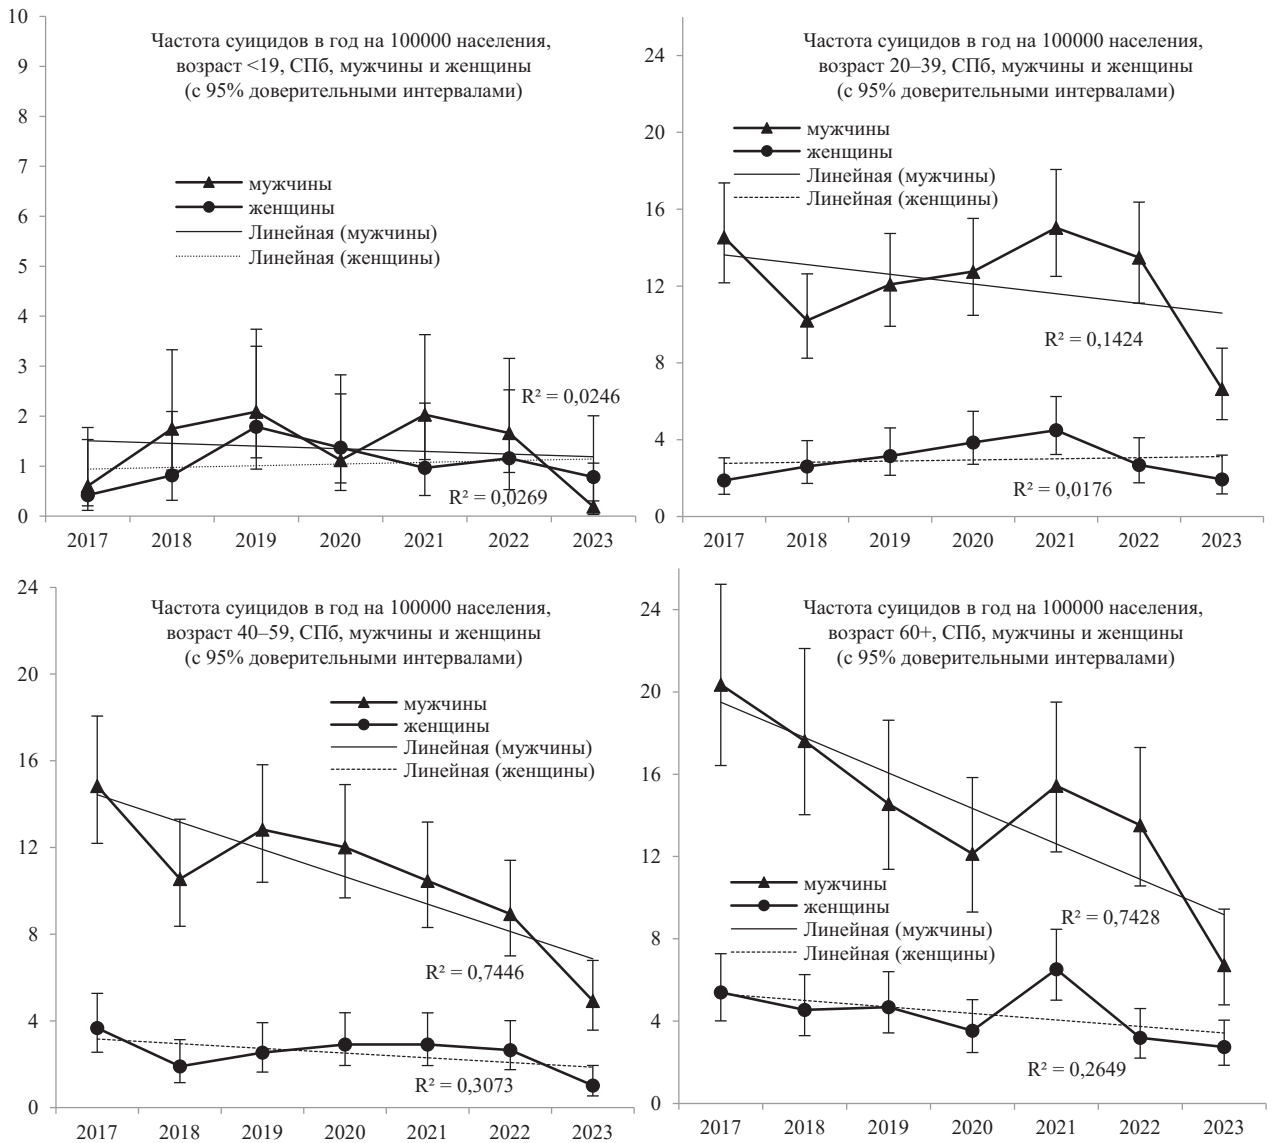 Частота суицидов в год на 100000 населения,
возраст <19, СПб, мужчины и женщины
(с 95% доверительными интервалами)
10
9
8
7
6
5
4
3
2
1
0
мужчины
женщины
Линейная (мужчины)
Линейная (женщины)
R² = 0,0246
R² = 0,0269
2017 2018 2019 2020 2021 2022 2023
Частота суицидов в год на 100000 населения,
возраст 20–39, СПб, мужчины и женщины
(с 95% доверительными интервалами)
24
20
16
12
8
4
0
мужчины
женщины
Линейная (мужчины)
Линейная (женщины)
R² = 0,1424
R² = 0,0176
2017 2018 2019 2020 2021 2022 2023
Частота суицидов в год на 100000 населения,
возраст 40–59, СПб, мужчины и женщины
(с 95% доверительными интервалами)
24
20
16
12
8
4
0
мужчины
женщины
Линейная (мужчины)
Линейная (женщины)
R² = 0,7446
R² = 0,3073
2017 2018 2019 2020 2021 2022 2023
Частота суицидов в год на 100000 населения,
возраст 60+, СПб, мужчины и женщины
(с 95% доверительными интервалами)
24
20
16
12
8
4
0
мужчины
женщины
Линейная (мужчины)
Линейная (женщины)
R² = 0,7428
R² = 0,2649
2017 2018 2019 2020 2021 2022 2023